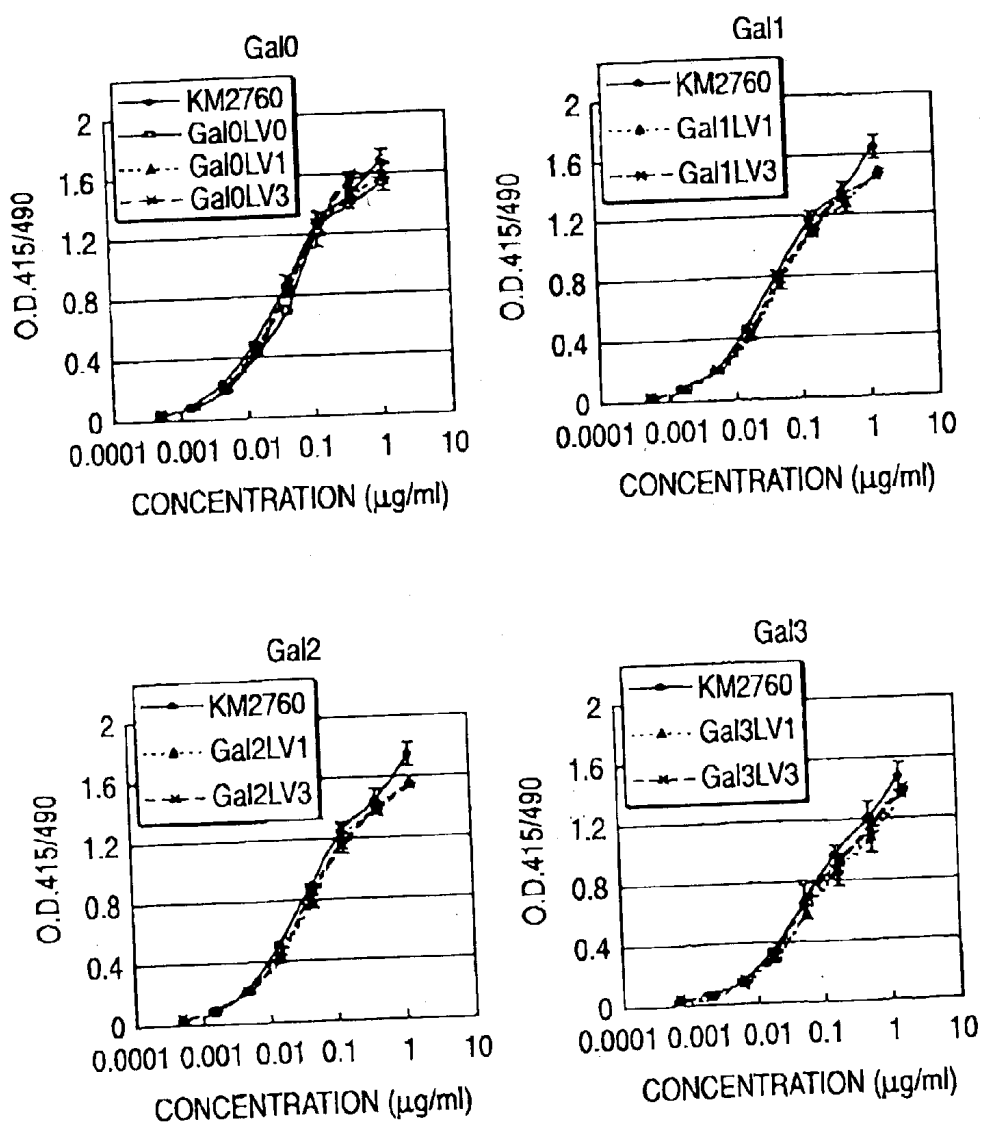 Gal0
KM2760
Gal0LV0
Gal0LV1
Gal0LV3
2
1.6
1.2
0.8
0.4
0
0.0001 0.001 0.01 0.1 1 10
O.D.415/490
CONCENTRATION (µg/ml)
Gal1
KM2760
Gal1LV1
Gal1LV3
2
1.6
1.2
0.8
0.4
0
0.0001 0.001 0.01 0.1 1 10
O.D.415/490
CONCENTRATION (µg/ml)
Gal2
KM2760
Gal2LV1
Gal2LV3
2
1.6
1.2
0.8
0.4
0
0.0001 0.001 0.01 0.1 1 10
O.D.415/490
CONCENTRATION (µg/ml)
Gal3
KM2760
Gal3LV1
Gal3LV3
2
1.6
1.2
0.8
0.4
0
0.0001 0.001 0.01 0.1 1 10
O.D.415/490
CONCENTRATION (µg/ml)